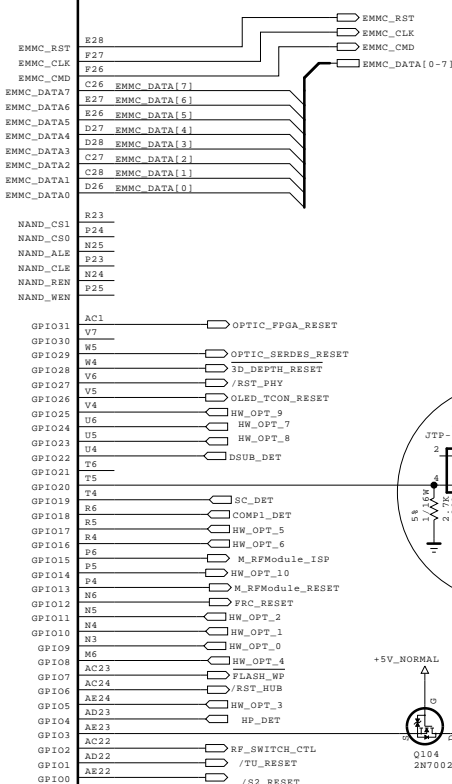 EMMC_RST
EMMC_CLK
EMMC_CMD
EMMC_DATA[0-7]
EMMC_RST E28
EMMC_CLK F27
EMMC_CMD F26
EMMC_DATA7 C26 EMMC_DATA[7]
EMMC_DATA6 E27 EMMC_DATA[6]
EMMC_DATA5 E26 EMMC_DATA[5]
EMMC_DATA4 D27 EMMC_DATA[4]
EMMC_DATA3 D28 EMMC_DATA[3]
EMMC_DATA2 C27 EMMC_DATA[2]
EMMC_DATA1 C28 EMMC_DATA[1]
EMMC_DATA0 D26 EMMC_DATA[0]
NAND_CS1 R23
NAND_CS0 P24
NAND_ALE N25
NAND_CLE P23
NAND_REN N24
NAND_WEN P25
GPIO31 AC1 OPTIC_FPGA_RESET
GPIO30 V7
GPIO29 W5 OPTIC_SERDES_RESET
GPIO28 W4 3D_DEPTH_RESET
GPIO27 V6 /RST_PHY
GPIO26 V5 OLED_TCON_RESET
GPIO25 V4 HW_OPT_9
GPIO24 U6 HW_OPT_7
GPIO23 U5 HW_OPT_8
GPIO22 U4 DSUB_DET
GPIO21 T6
GPIO20 T5
GPIO19 T4 SC_DET
GPIO18 R6 COMP1_DET
GPIO17 R5 HW_OPT_5
GPIO16 R4 HW_OPT_6
GPIO15 P6 M_RFModule_ISP
GPIO14 P5 HW_OPT_10
GPIO13 P4 M_RFModule_RESET
GPIO12 N6 FRC_RESET
GPIO11 N5 HW_OPT_2
GPIO10 N4 HW_OPT_1
GPIO9 N3 HW_OPT_0
GPIO8 M6 HW_OPT_4
GPIO7 AC23 FLASH_WP
GPIO6 AC24 /RST_HUB
GPIO5 AE24 HW_OPT_3
GPIO4 AD23 HP_DET
GPIO3 AE23
GPIO2 AC22 RF_SWITCH_CTL
GPIO1 AD22 /TU_RESET
GPIO0 AE22 /S2_RESET
JTP-
2
4
5%
1/16W
2.7K
+5V_NORMAL
G
S
D
Q104
2N7002